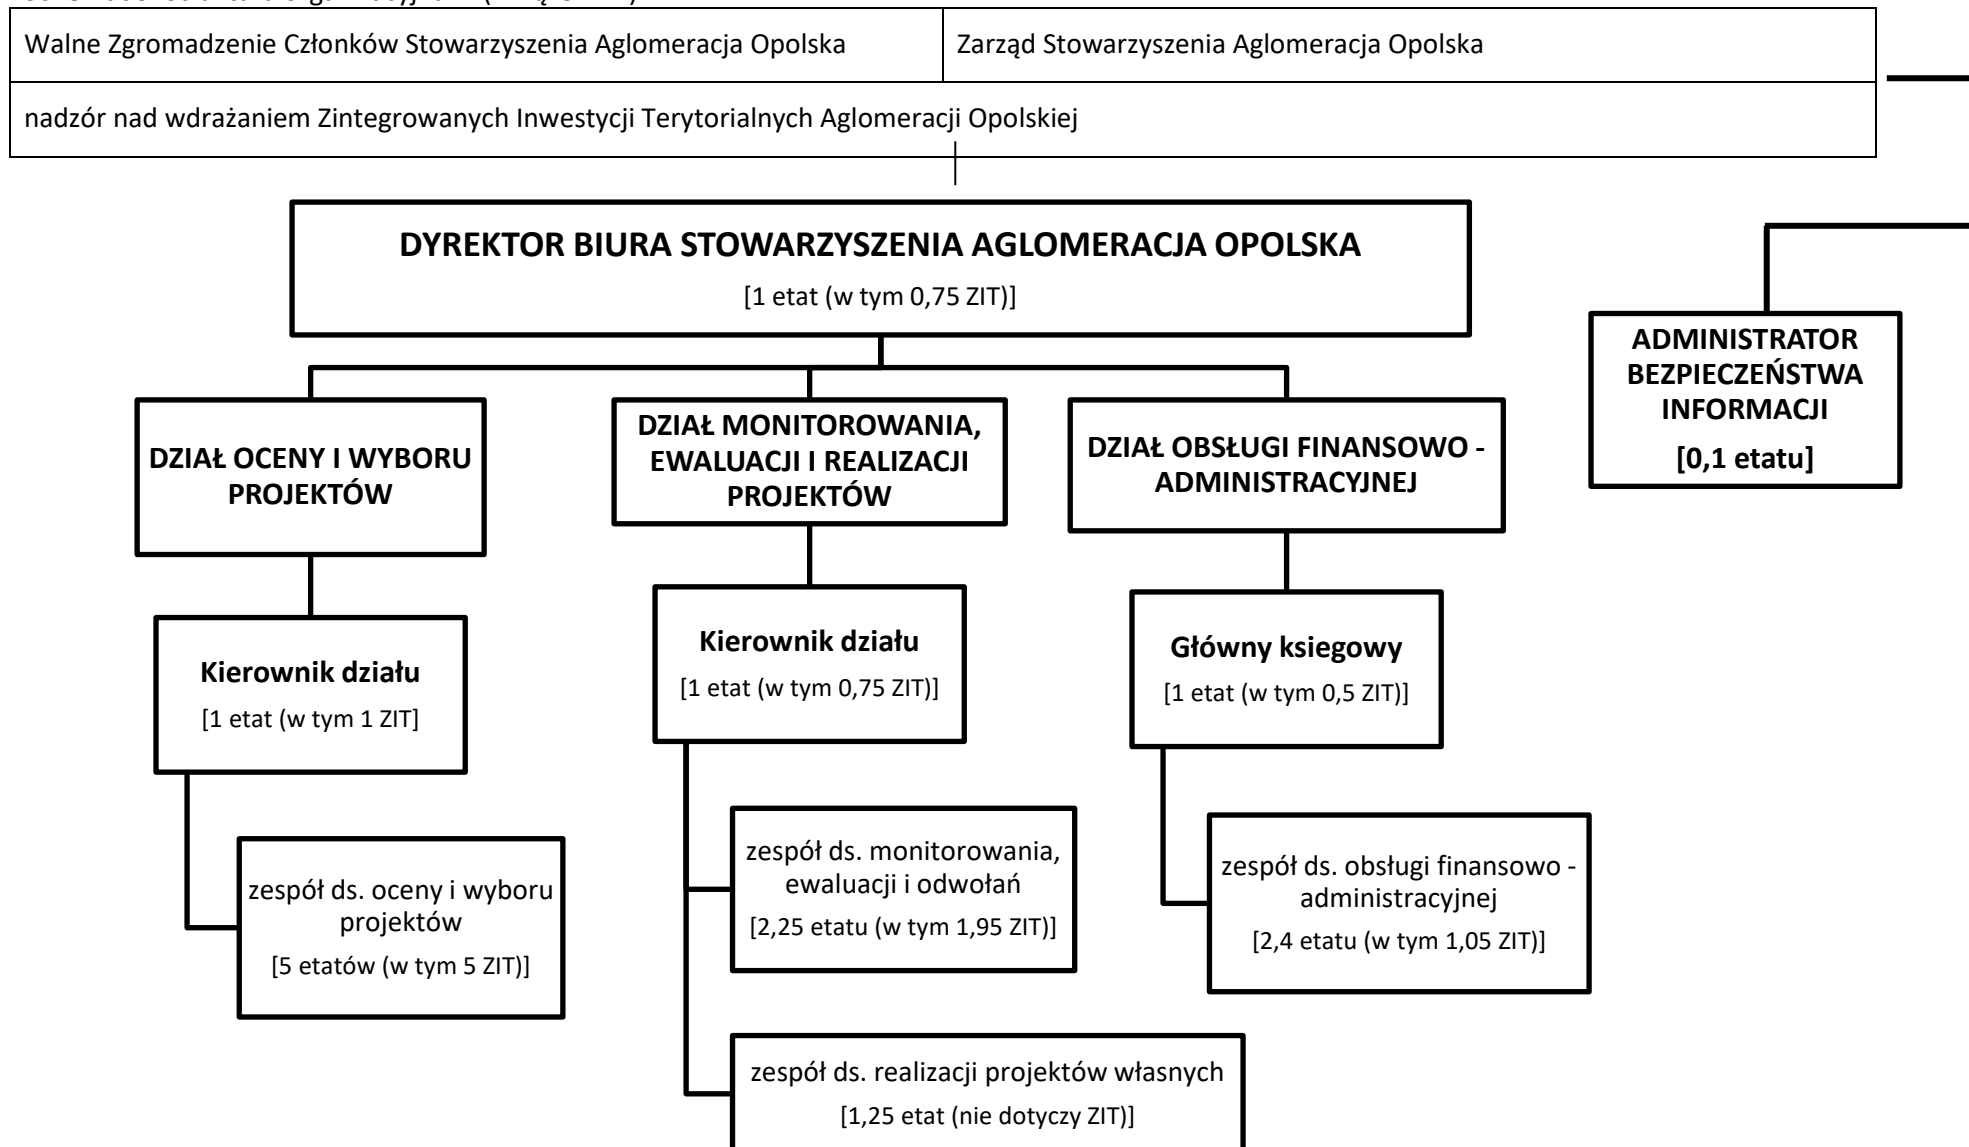 Walne Zgromadzenie Członków Stowarzyszenia Aglomeracja Opolska
Zarząd Stowarzyszenia Aglomeracja Opolska
nadzór nad wdrażaniem Zintegrowanych Inwestycji Terytorialnych Aglomeracji Opolskiej
DYREKTOR BIURA STOWARZYSZENIA AGLOMERACJA OPOLSKA
[1 etat (w tym 0,75 ZIT)]
ADMINISTRATOR
BEZPIECZEŃSTWA
INFORMACJI
[0,1 etatu]
DZIAŁ OCENY I WYBORU
PROJEKTÓW
DZIAŁ MONITOROWANIA,
EWALUACJI I REALIZACJI
PROJEKTÓW
DZIAŁ OBSŁUGI FINANSOWO -
ADMINISTRACYJNEJ
Kierownik działu
[1 etat (w tym 1 ZIT]
Kierownik działu
[1 etat (w tym 0,75 ZIT)]
Główny ksiegowy
[1 etat (w tym 0,5 ZIT)]
zespół ds. oceny i wyboru
projektów
[5 etatów (w tym 5 ZIT)]
zespół ds. monitorowania,
ewaluacji i odwołań
[2,25 etatu (w tym 1,95 ZIT)]
zespół ds. obsługi finansowo -
administracyjnej
[2,4 etatu (w tym 1,05 ZIT)]
zespół ds. realizacji projektów własnych
[1,25 etat (nie dotyczy ZIT)]